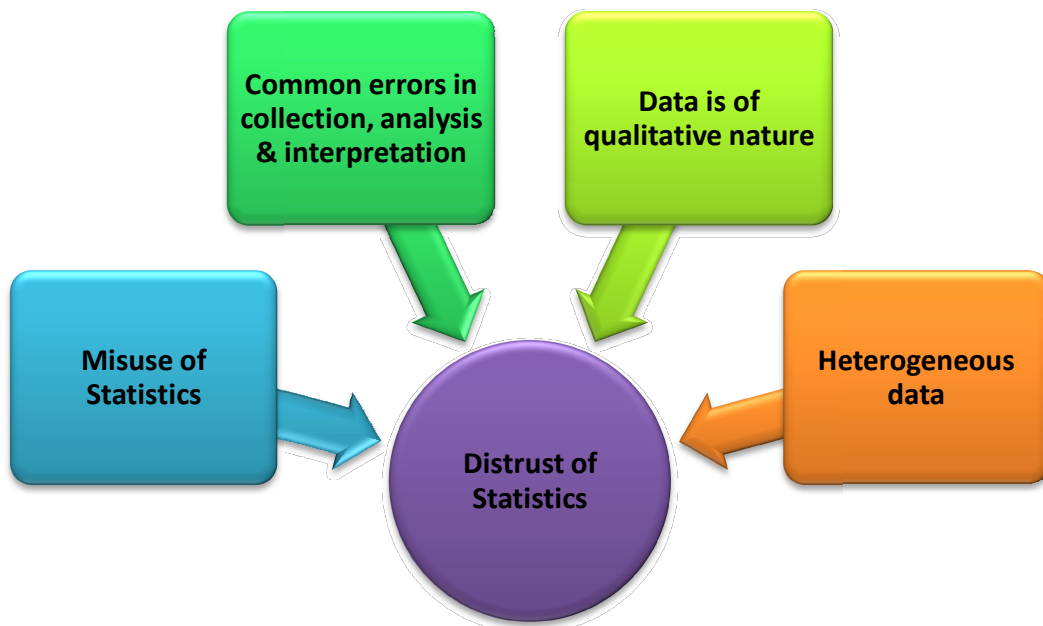 Common errors in
collection, analysis
& interpretation
Data is of
qualitative nature
Misuse of
Statistics
Heterogeneous
data
Distrust of
Statistics